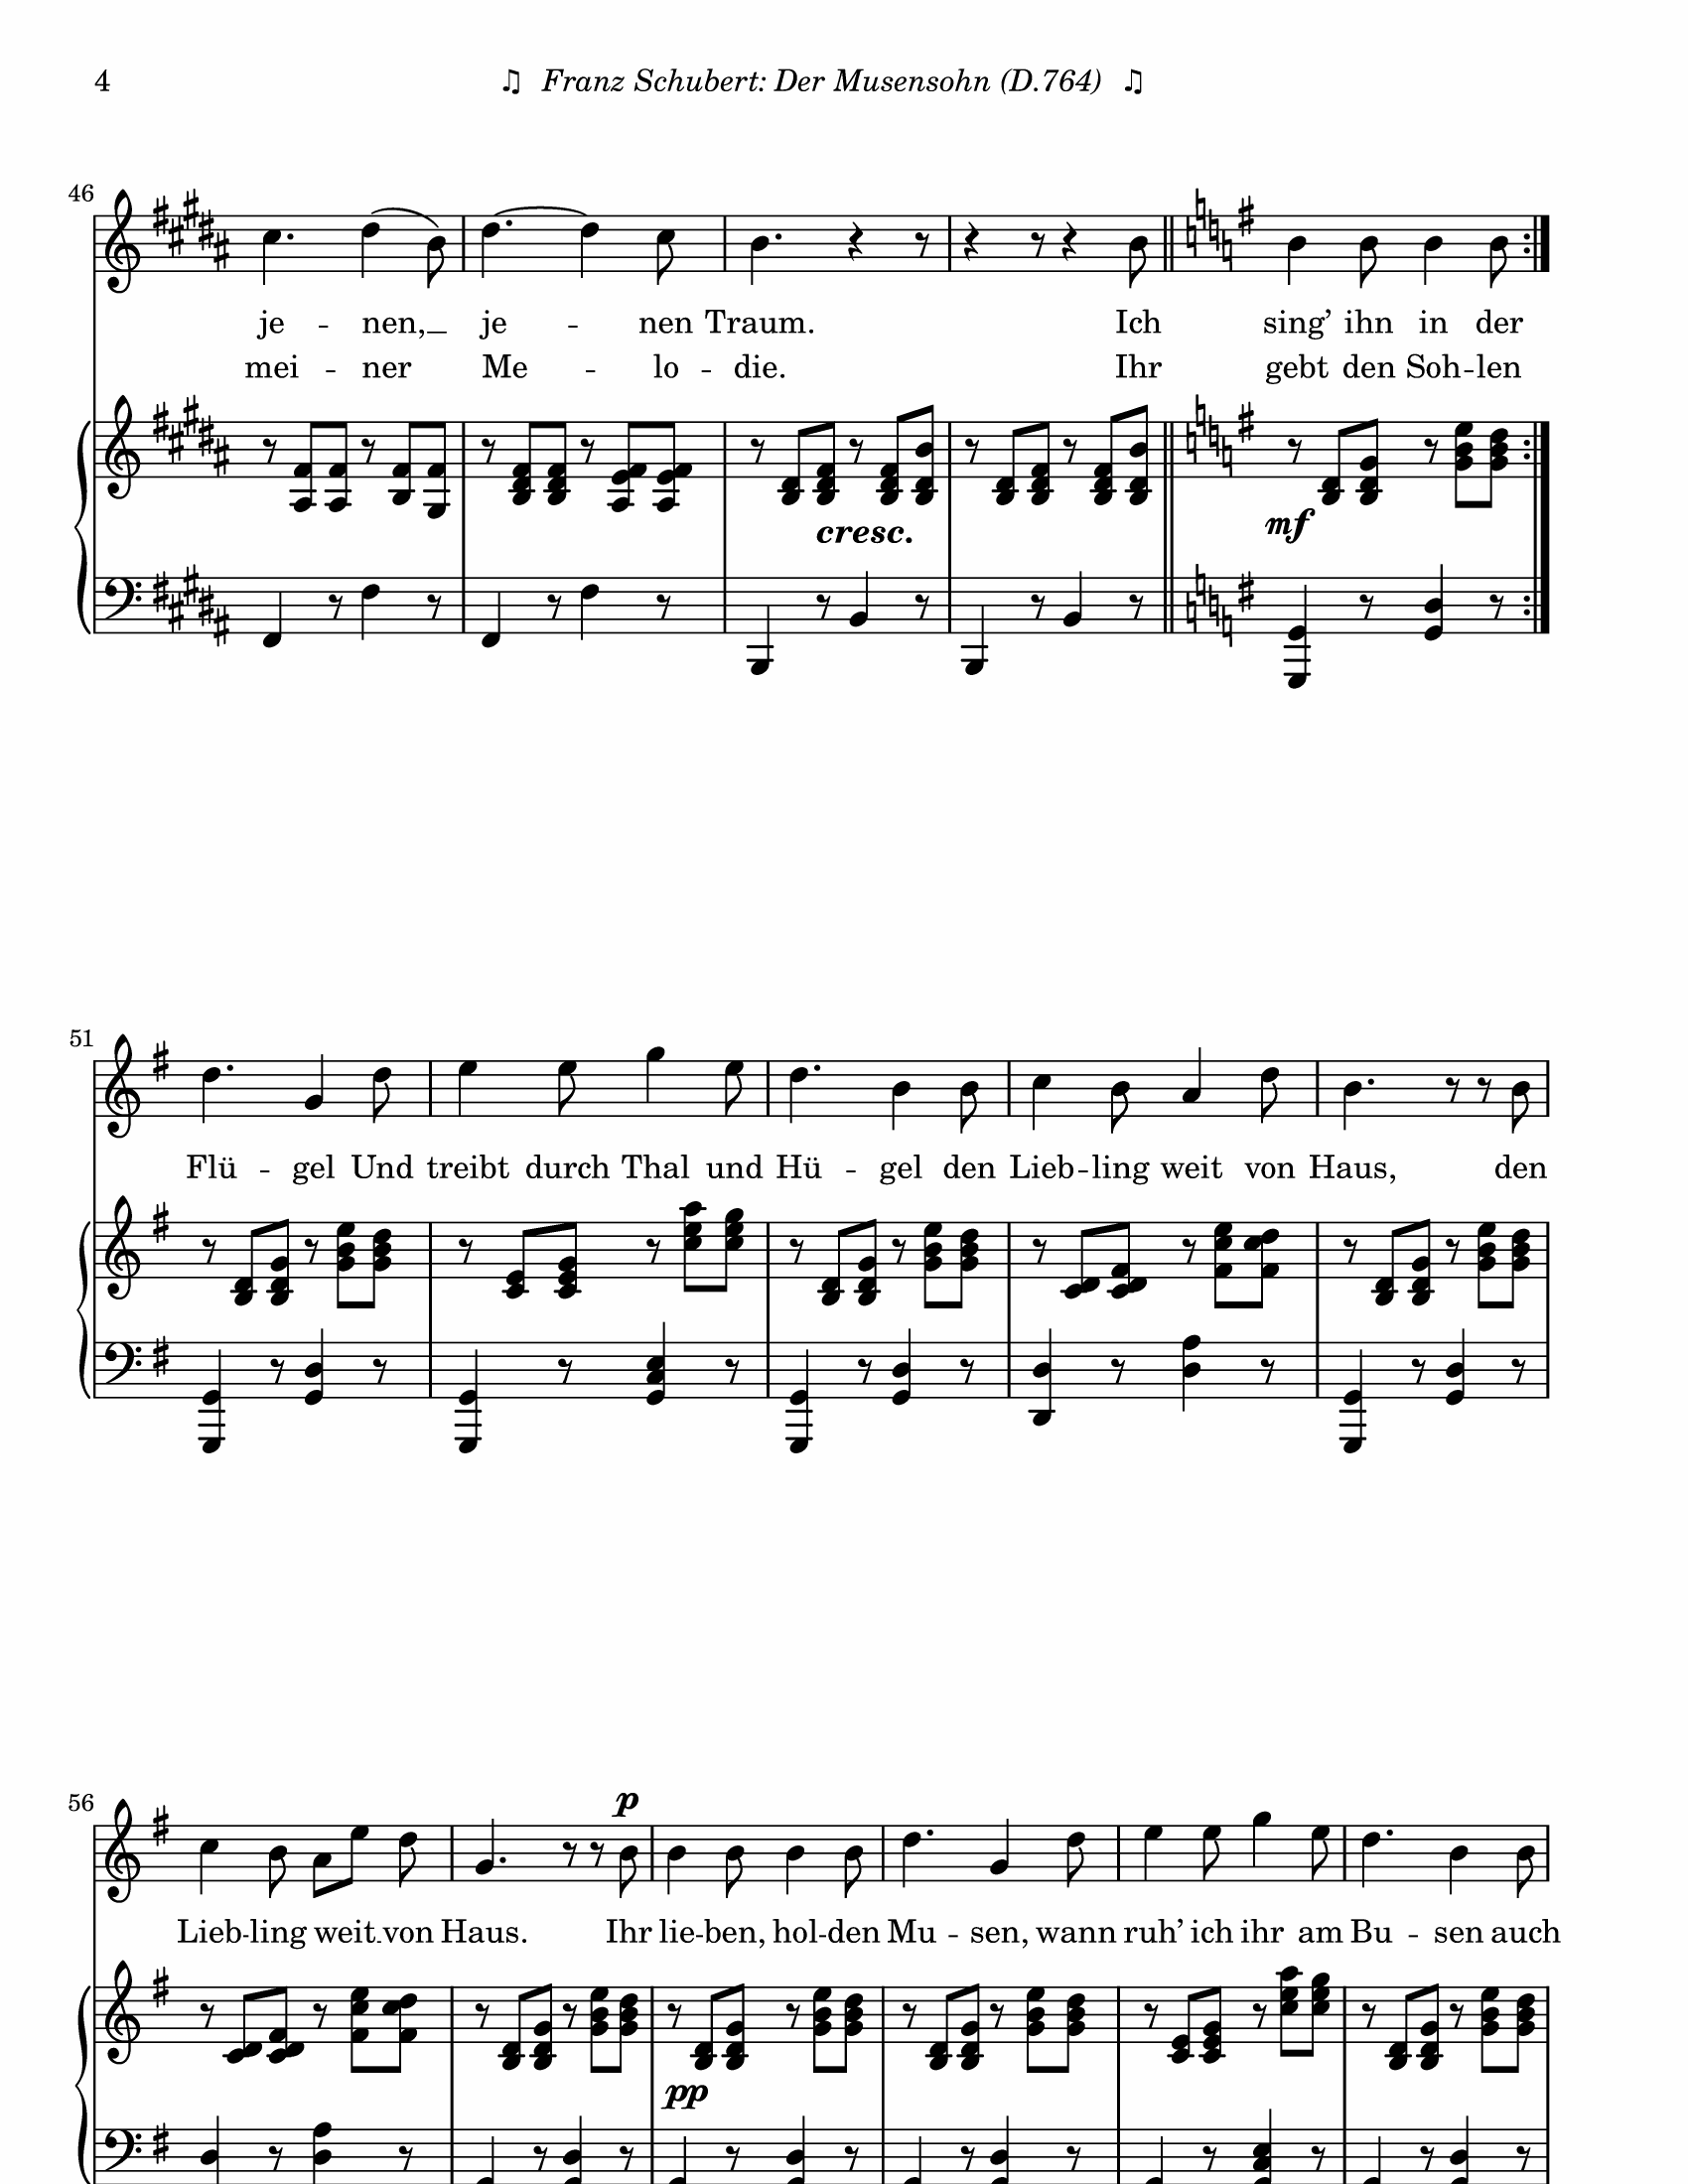 4
♫ Franz Schubert: Der Musensohn (D.764) ♫
46
je -- nen, __ je -- nen Traum. Ich sing’ ihn in der
mei -- ner Me -- lo -- die. Ihr gebt den Soh -- len
cresc. mf
51
Flü -- gel Und treibt durch Thal und Hü -- gel den Lieb -- ling weit von Haus, den
56
p
Lieb -- ling weit __ von Haus. Ihr lie -- ben, hol -- den Mu -- sen, wann ruh’ ich ihr am Bu -- sen auch
pp